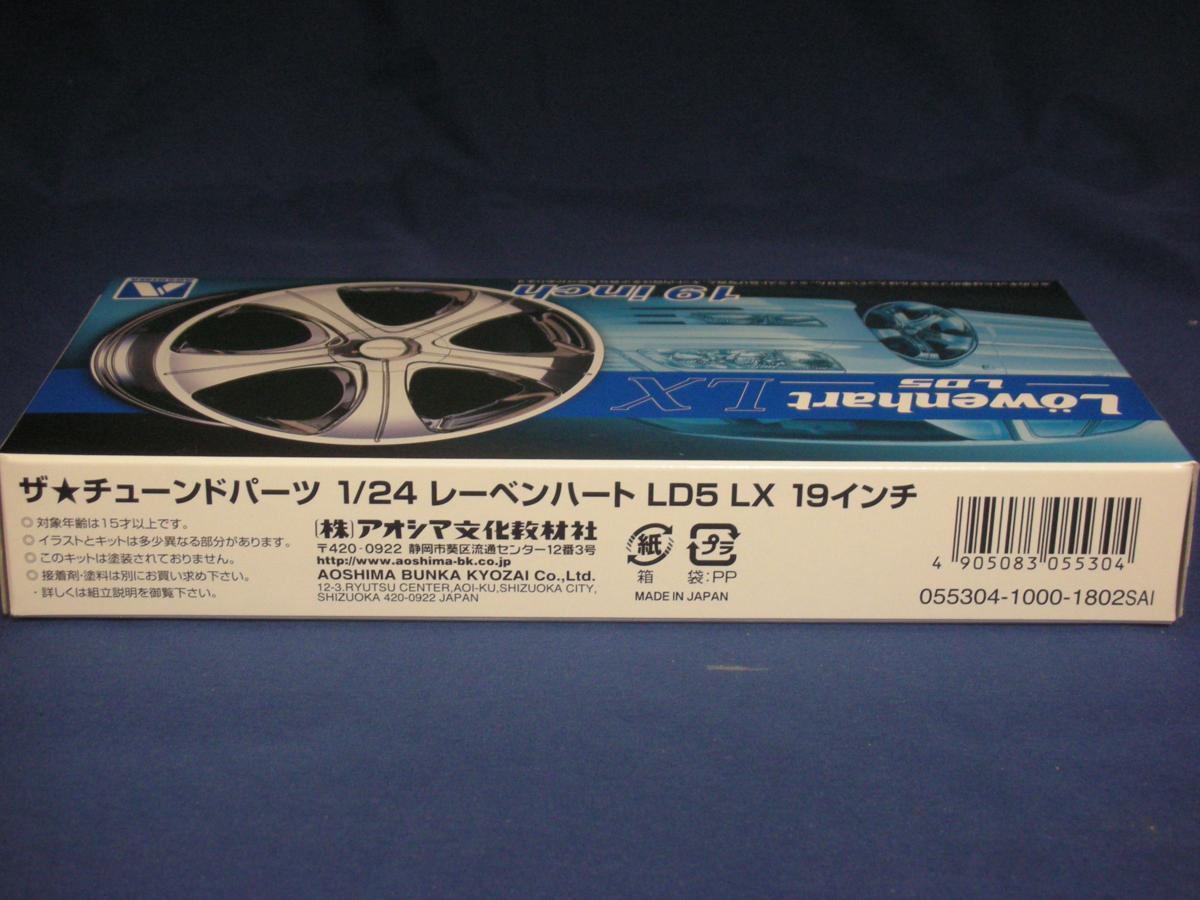 19 inch
Löwenhart LX
LD5
ザ★チューンドパーツ 1/24 レーベンハート LD5 LX 19インチ
◎対象年齢は15才以上です。
◎イラストとキットは多少異なる部分があります。
◎このキットは塗装されておりません。
◎接着剤・塗料は別にお買い求め下さい。
・詳しくは組立説明を御覧下さい。
(株)アオシマ文化教材社
〒420-0922 静岡市葵区流通センター12番3号
http://www.aoshima-bk.co.jp
AOSHIMA BUNKA KYOZAI Co.,Ltd.
12-3.RYUTSU CENTER,AOI-KU,SHIZUOKA CITY,
SHIZUOKA 420-0922 JAPAN
紙 プラ
箱 袋:PP
MADE IN JAPAN
4 905083 055304
055304-1000-1802SAI